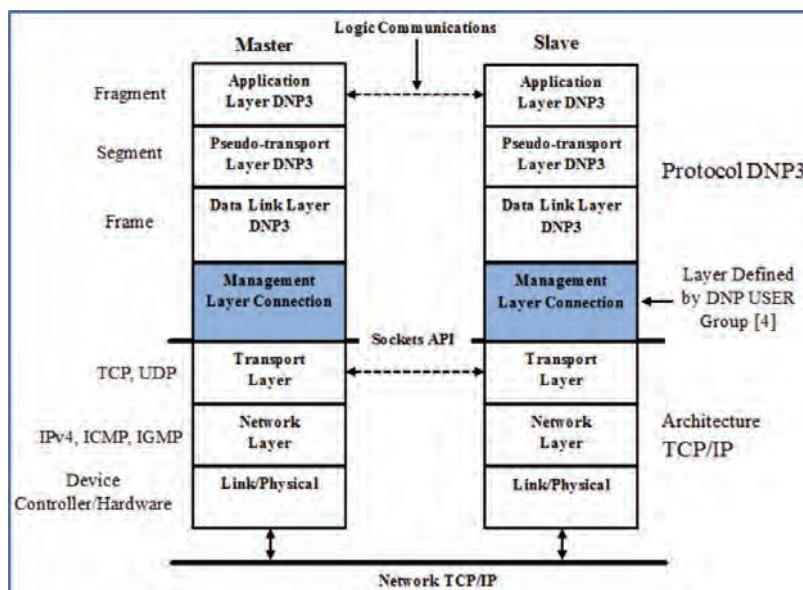 Logic Communications
Master
Slave
Fragment
Application
Layer DNP3
Application
Layer DNP3
Segment
Pseudo-transport
Layer DNP3
Pseudo-transport
Layer DNP3
Protocol DNP3
Frame
Data Link Layer
DNP3
Data Link Layer
DNP3
Management
Layer Connection
Management
Layer Connection
Layer Defined
by DNP USER
Group [4]
Sockets API
TCP, UDP
Transport
Layer
Transport
Layer
IPv4, ICMP, IGMP
Network
Layer
Network
Layer
Architecture
TCP/IP
Device
Controller/Hardware
Link/Physical
Link/Physical
Network TCP/IP